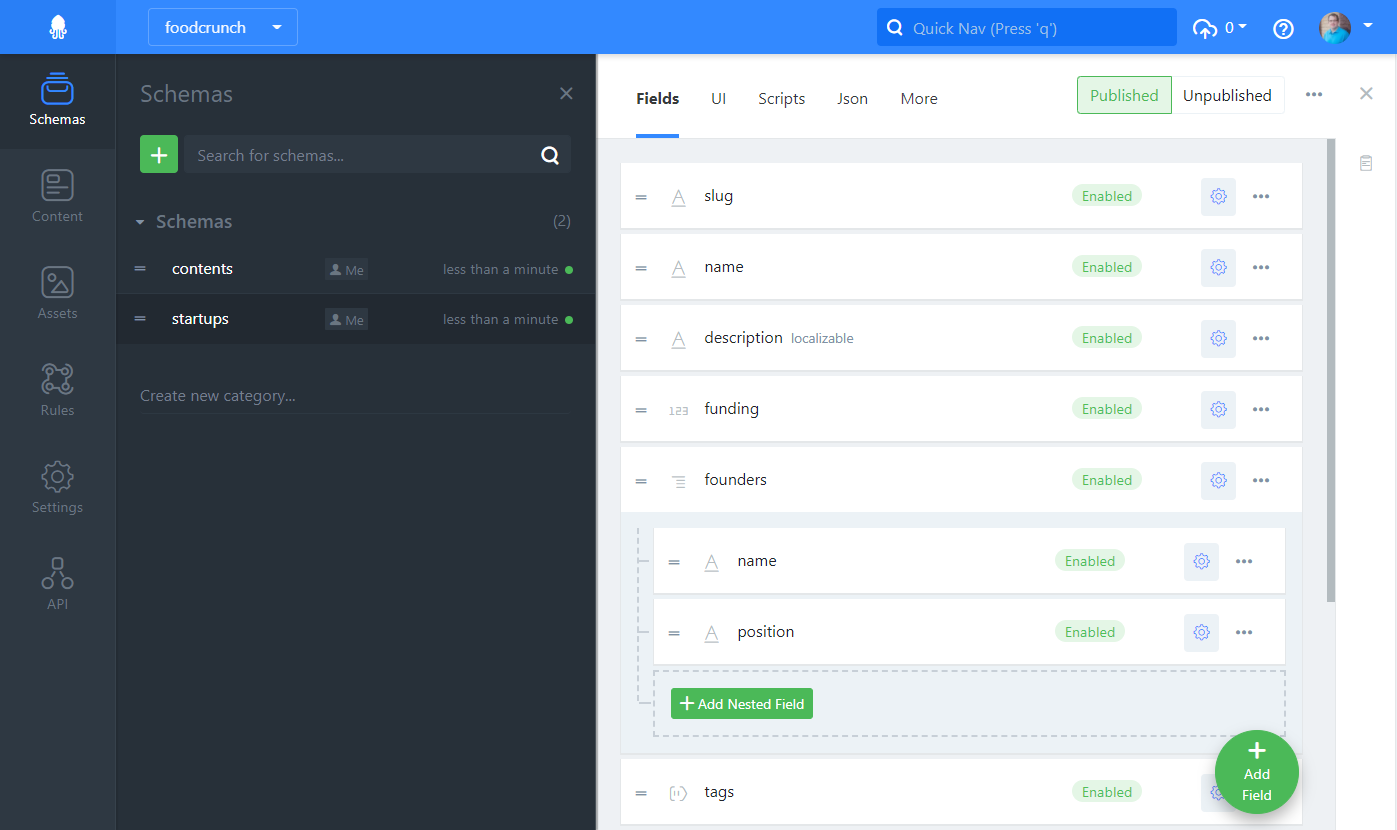 foodcrunch
Quick Nav (Press 'q')
0
Schemas
Content
Assets
Rules
Settings
API
Schemas
Search for schemas...
Schemas (2)
contents Me less than a minute
startups Me less than a minute
Create new category...
Fields UI Scripts Json More Published Unpublished
A slug Enabled
A name Enabled
A description localizable Enabled
123 funding Enabled
founders Enabled
A name Enabled
A position Enabled
+ Add Nested Field
tags Enabled
+
Add
Field